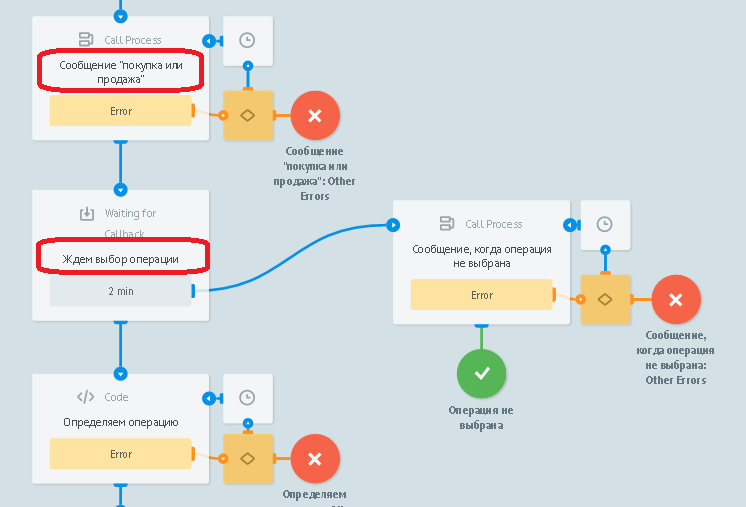 Call Process
Сообщение "покупка или
продажа"
Error
Сообщение
"покупка или
продажа": Other
Errors
Waiting for
Callback
Ждем выбор операции
2 min
Call Process
Сообщение, когда операция
не выбрана
Error
Сообщение,
когда операция
не выбрана:
Other Errors
Операция не
выбрана
Code
Определяем операцию
Error
Определяем